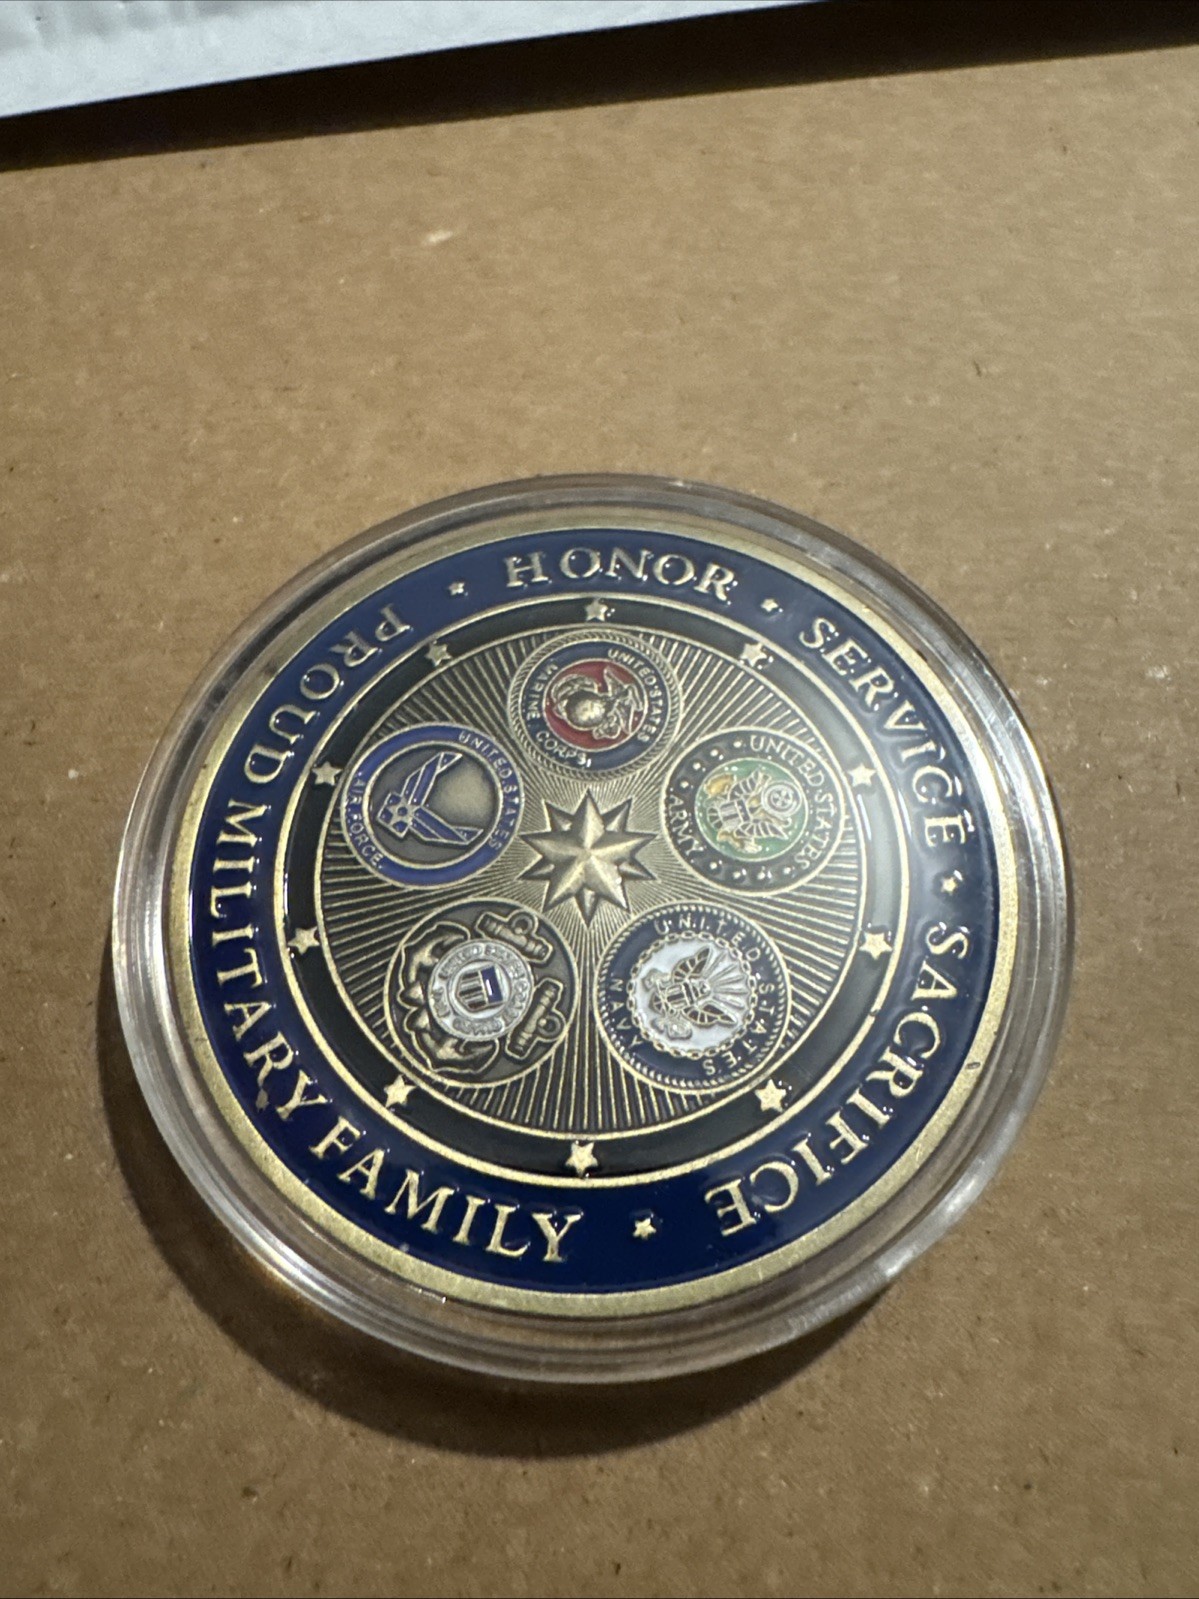 HONOR
SERVICE
SACRIFICE
PROUD MILITARY FAMILY
UNITED STATES
MARINE CORPS
UNITED STATES
AIR FORCE
UNITED STATES
ARMY
UNITED STATES
NAVY